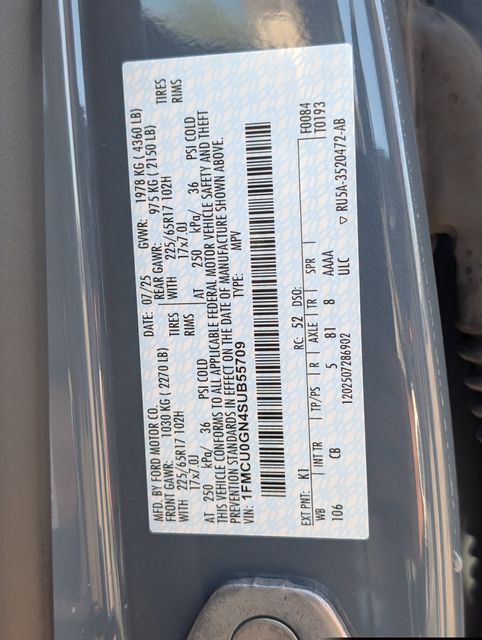 MFD. BY FORD MOTOR CO.
DATE: 07/25 GVWR: 1978 KG ( 4360 LB)
FRONT GAWR: 1030 KG ( 2270 LB) REAR GAWR: 975 KG ( 2150 LB)
WITH 225/65R17 102H TIRES WITH 225/65R17 102H TIRES
17x7.0J RIMS 17x7.0J RIMS
AT 250 kPa/ 36 PSI COLD AT 250 kPa/ 36 PSI COLD
THIS VEHICLE CONFORMS TO ALL APPLICABLE FEDERAL MOTOR VEHICLE SAFETY AND THEFT
PREVENTION STANDARDS IN EFFECT ON THE DATE OF MANUFACTURE SHOWN ABOVE.
VIN: 1FMCU0GN4SUB55709 TYPE: MPV
F0084
T0193
EXT PNT: K1 RC: 52 DSO:
WB INT TR TP/PS R AXLE TR SPR ▽ RU5A-3520472-AB
106 CB 5 81 8 AAAA
1202507286902 ULC